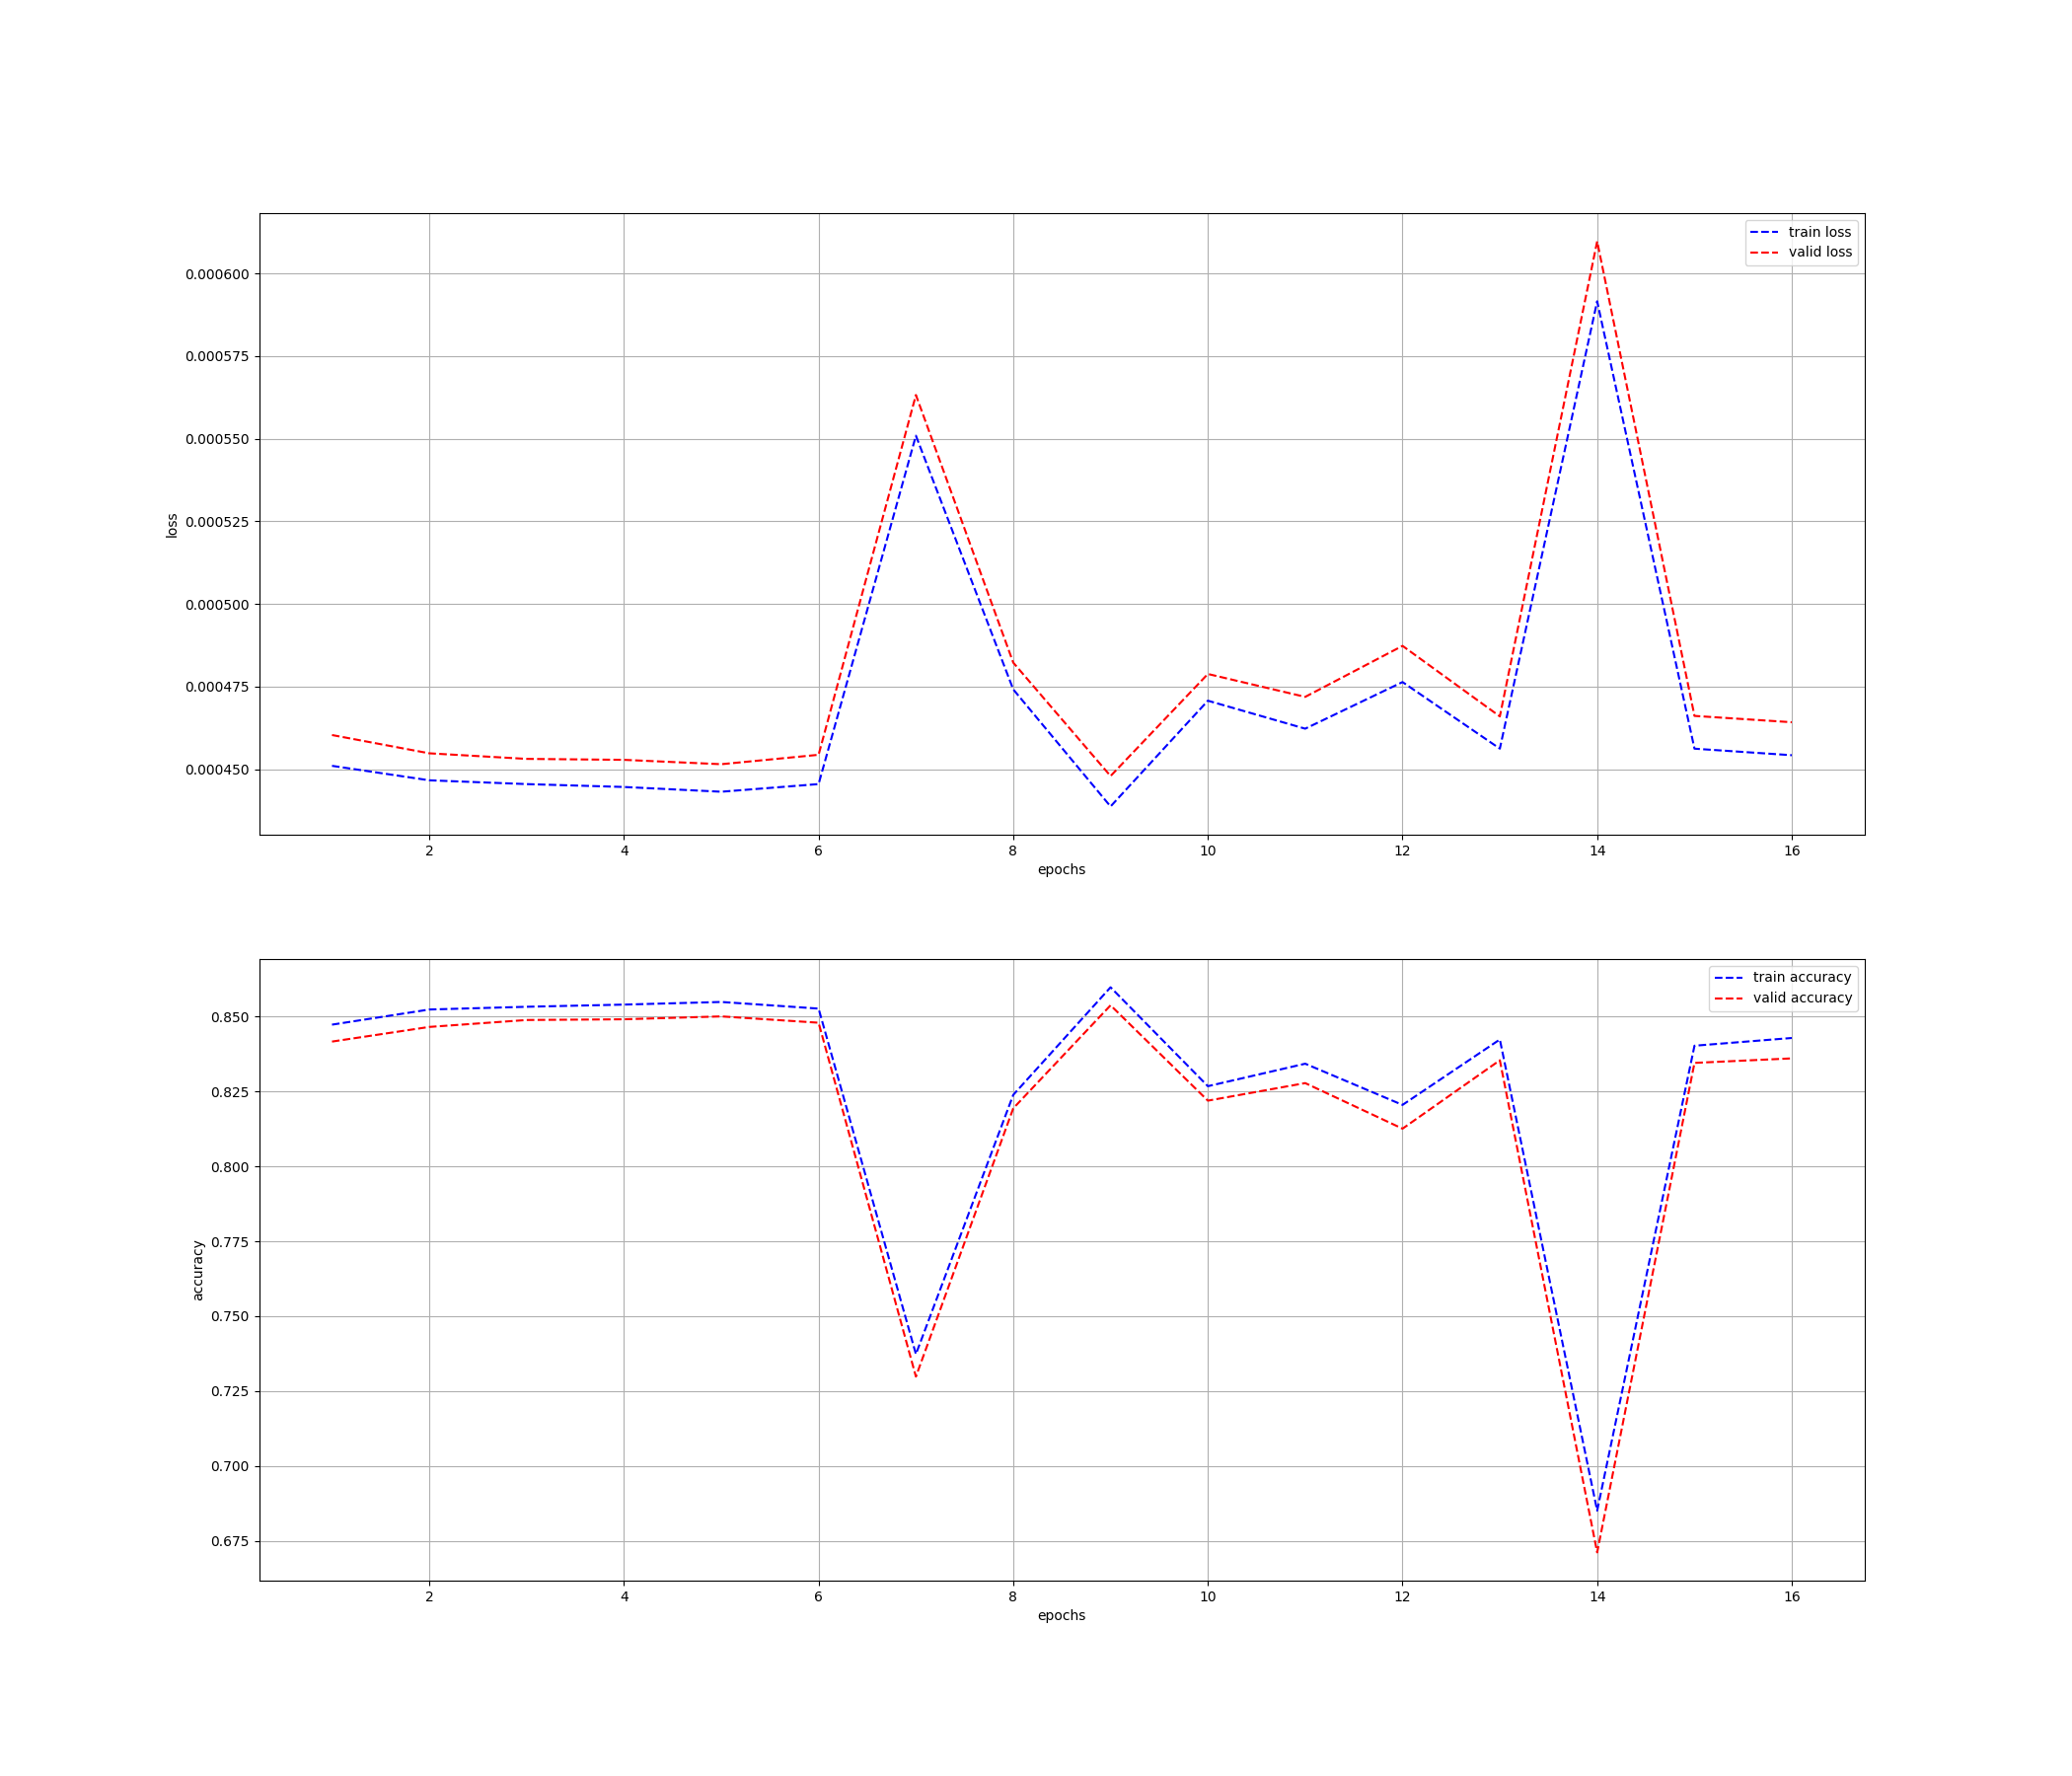 train loss
valid loss
0.000600
0.000575
0.000550
0.000525
0.000500
0.000475
0.000450
loss
2 4 6 8 10 12 14 16
epochs
train accuracy
valid accuracy
0.850
0.825
0.800
0.775
0.750
0.725
0.700
0.675
accuracy
2 4 6 8 10 12 14 16
epochs